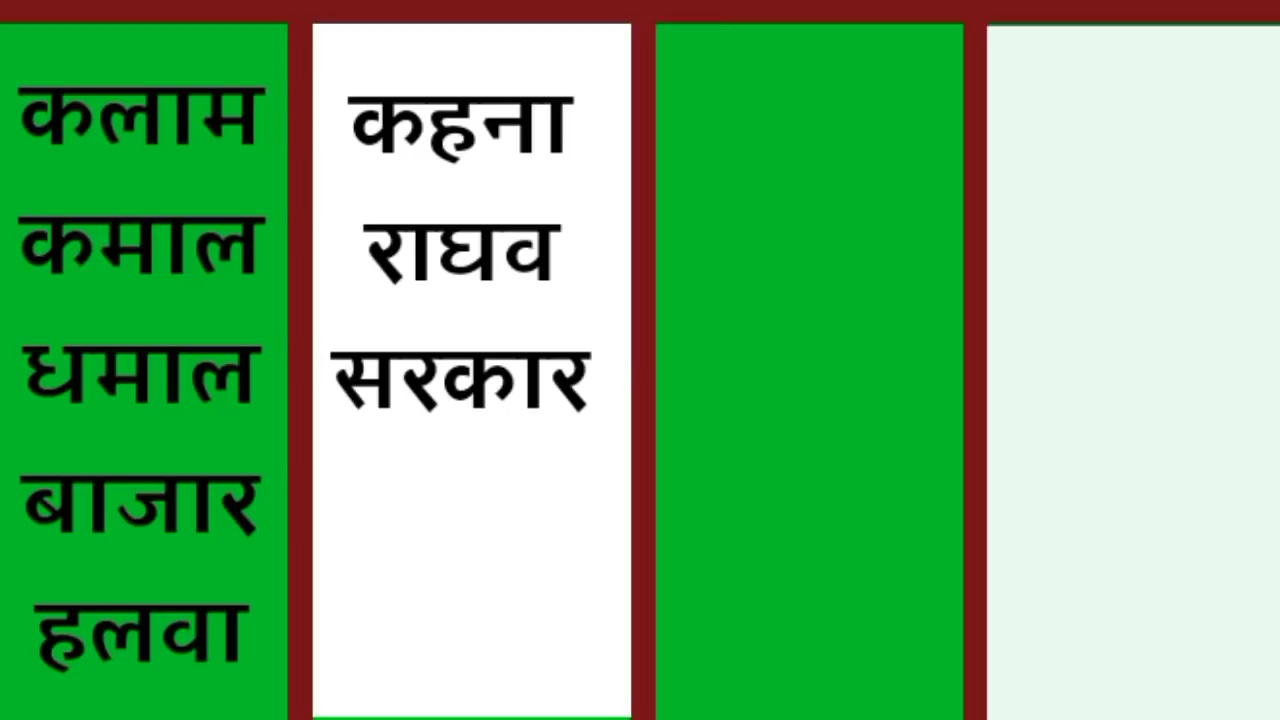 कलाम
कमाल
धमाल
बाजार
हलवा
कहना
राघव
सरकार